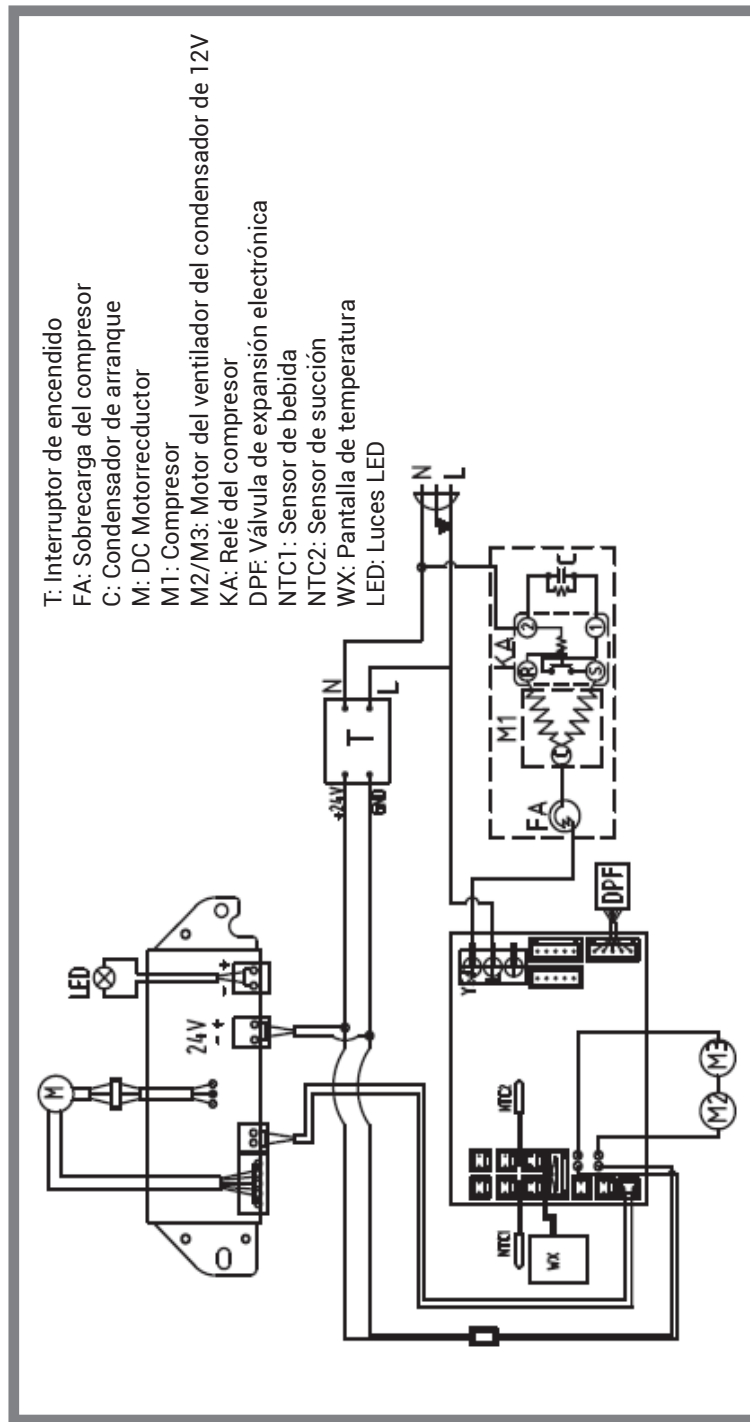 T: Interruptor de encendido
FA: Sobrecarga del compresor
C: Condensador de arranque
M: DC Motorrecductor
M1: Compresor
M2/M3: Motor del ventilador del condensador de 12V
KA: Relé del compresor
DPF: Válvula de expansión electrónica
NTC1: Sensor de bebida
NTC2: Sensor de succión
WX: Pantalla de temperatura
LED: Luces LED
LED
- +
24V
- +
M
+24V
GND
T
N
L
N
L
FA
M1
C
KA
R
S
2
1
C
DPF
NTC1
NTC2
WX
M2
M3